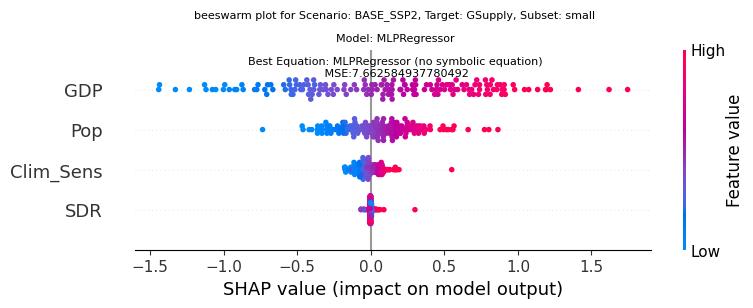 beeswarm plot for Scenario: BASE_SSP2, Target: GSupply, Subset: small
Model: MLPRegressor
Best Equation: MLPRegressor (no symbolic equation)
MSE:7.662584937780492
High
GDP
Pop
Clim_Sens
SDR
Feature value
Low
−1.5 −1.0 −0.5 0.0 0.5 1.0 1.5
SHAP value (impact on model output)